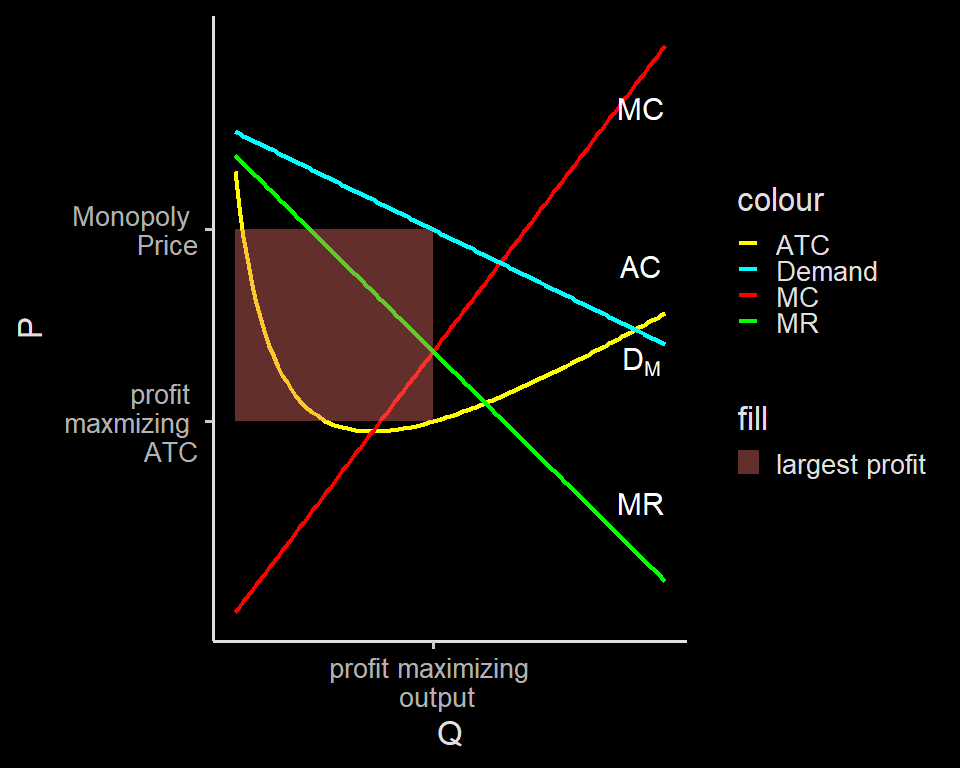 MC
AC
D_M
MR
Monopoly
Price
P
profit
maxmizing
ATC
profit maximizing
output
Q
colour
ATC
Demand
MC
MR
fill
largest profit